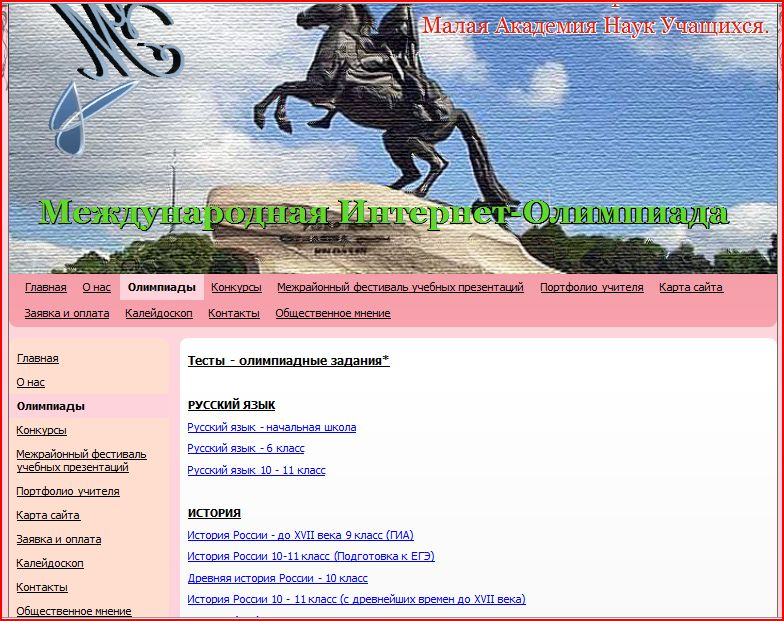 Малая Академия Наук Учащихся.
Международная Интернет-Олимпиада
Главная О нас Олимпиады Конкурсы Межрайонный фестиваль учебных презентаций Портфолио учителя Карта сайта
Заявка и оплата Калейдоскоп Контакты Общественное мнение
Главная
О нас
Олимпиады
Конкурсы
Межрайонный фестиваль
учебных презентаций
Портфолио учителя
Карта сайта
Заявка и оплата
Калейдоскоп
Контакты
Общественное мнение
Тесты - олимпиадные задания*
РУССКИЙ ЯЗЫК
Русский язык - начальная школа
Русский язык - 6 класс
Русский язык 10 - 11 класс
ИСТОРИЯ
История России - до XVII века 9 класс (ГИА)
История России 10-11 класс (Подготовка к ЕГЭ)
Древняя история России - 10 класс
История России 10 - 11 класс (с древнейших времен до XVII века)